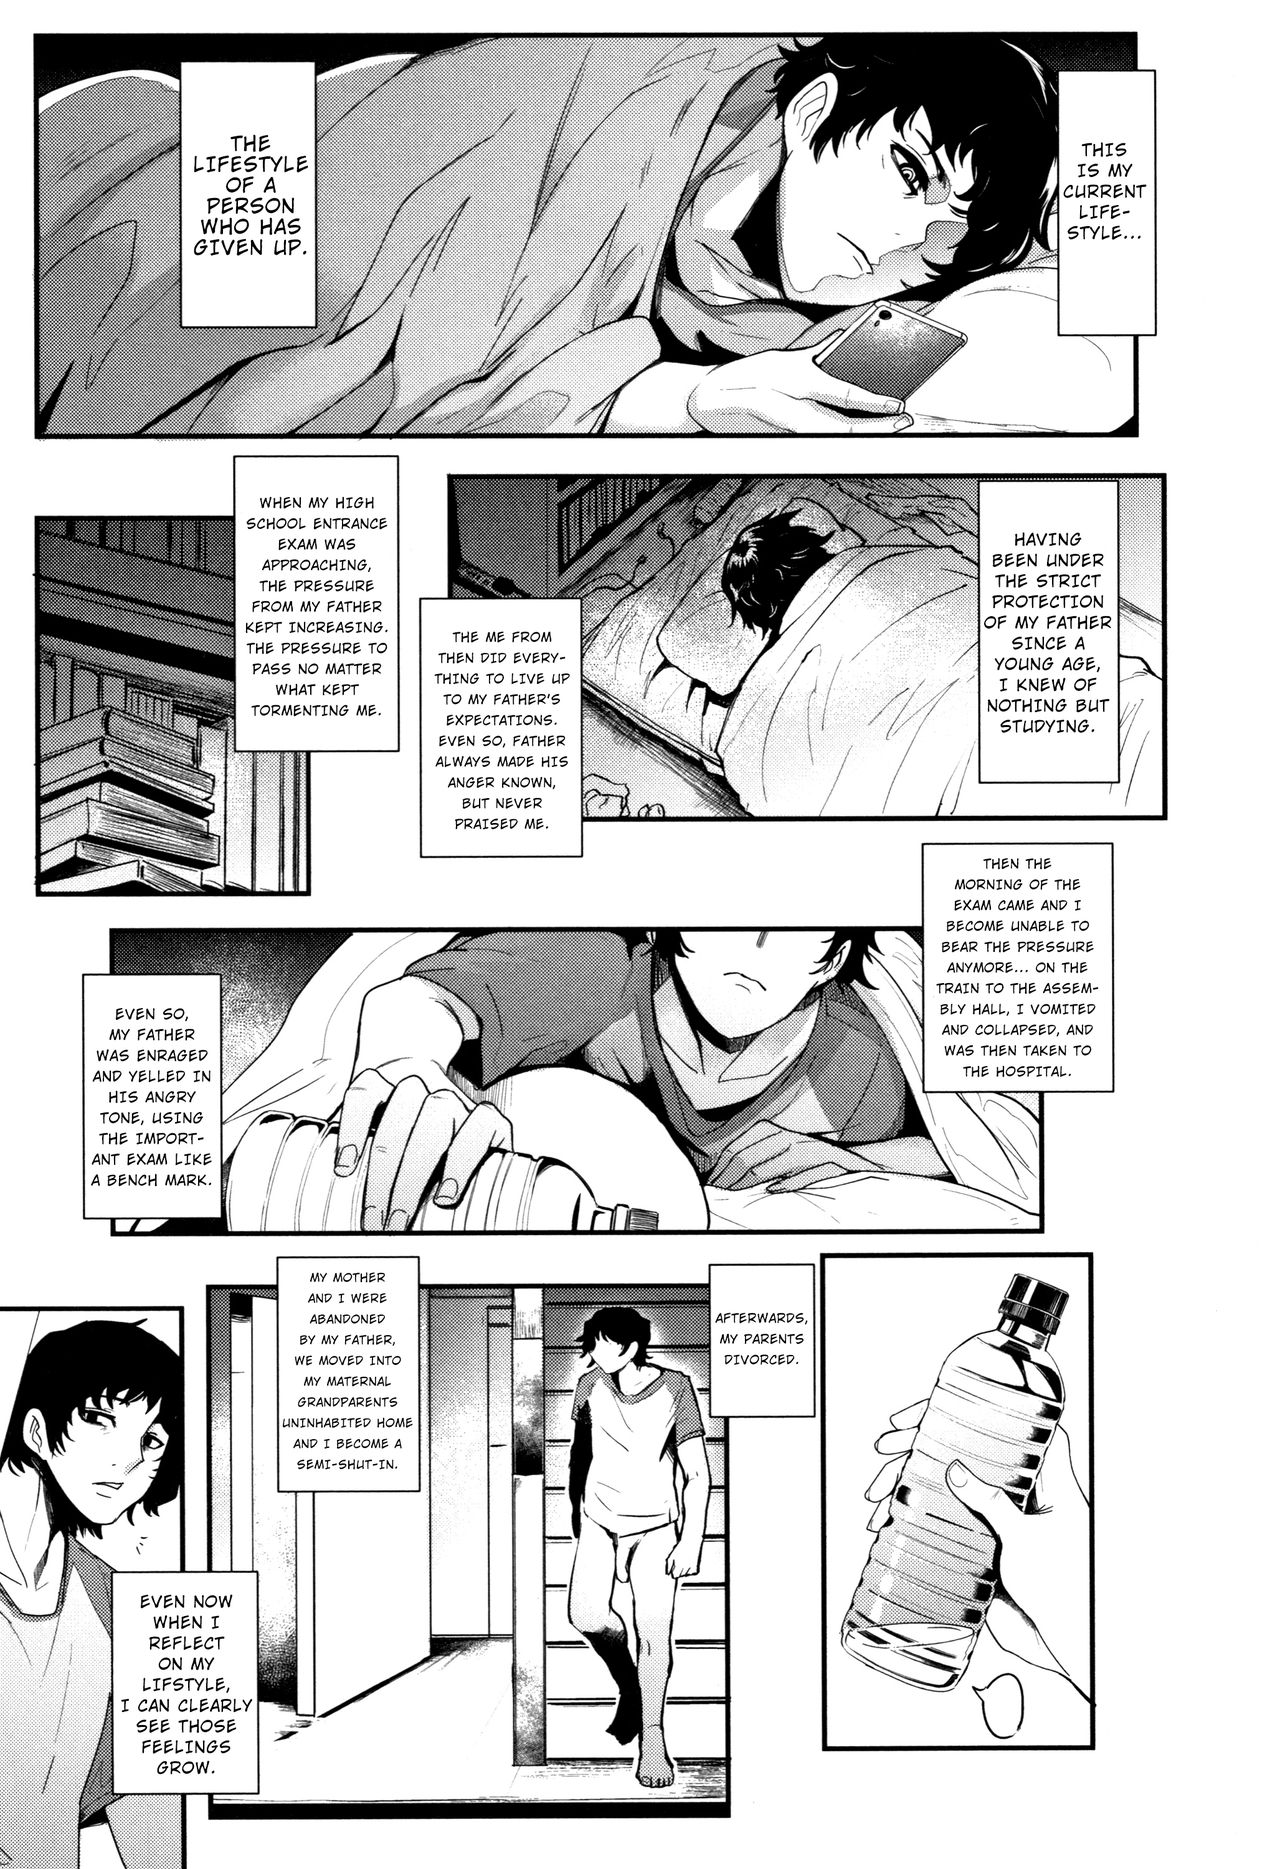 THIS
IS MY
CURRENT
LIFE-
STYLE...
THE
LIFESTYLE
OF A
PERSON
WHO HAS
GIVEN UP.
HAVING
BEEN UNDER
THE STRICT
PROTECTION
OF MY FATHER
SINCE A
YOUNG AGE,
I KNEW OF
NOTHING BUT
STUDYING.
THE ME FROM
THEN DID EVERY-
THING TO LIVE UP
TO MY FATHER'S
EXPECTATIONS.
EVEN SO, FATHER
ALWAYS MADE HIS
ANGER KNOWN,
BUT NEVER
PRAISED ME.
WHEN MY HIGH
SCHOOL ENTRANCE
EXAM WAS
APPROACHING,
THE PRESSURE
FROM MY FATHER
KEPT INCREASING.
THE PRESSURE TO
PASS NO MATTER
WHAT KEPT
TORMENTING ME.
THEN THE
MORNING OF THE
EXAM CAME AND I
BECOME UNABLE TO
BEAR THE PRESSURE
ANYMORE... ON THE
TRAIN TO THE ASSEM-
BLY HALL, I VOMITED
AND COLLAPSED, AND
WAS THEN TAKEN TO
THE HOSPITAL.
EVEN SO,
MY FATHER
WAS ENRAGED
AND YELLED IN
HIS ANGRY
TONE, USING
THE IMPORT-
ANT EXAM LIKE
A BENCH MARK.
AFTERWARDS,
MY PARENTS
DIVORCED.
MY MOTHER
AND I WERE
ABANDONED
BY MY FATHER,
WE MOVED INTO
MY MATERNAL
GRANDPARENTS
UNINHABITED HOME
AND I BECOME A
SEMI-SHUT-IN.
EVEN NOW
WHEN I
REFLECT
ON MY
LIFSTYLE,
I CAN CLEARLY
SEE THOSE
FEELINGS
GROW.